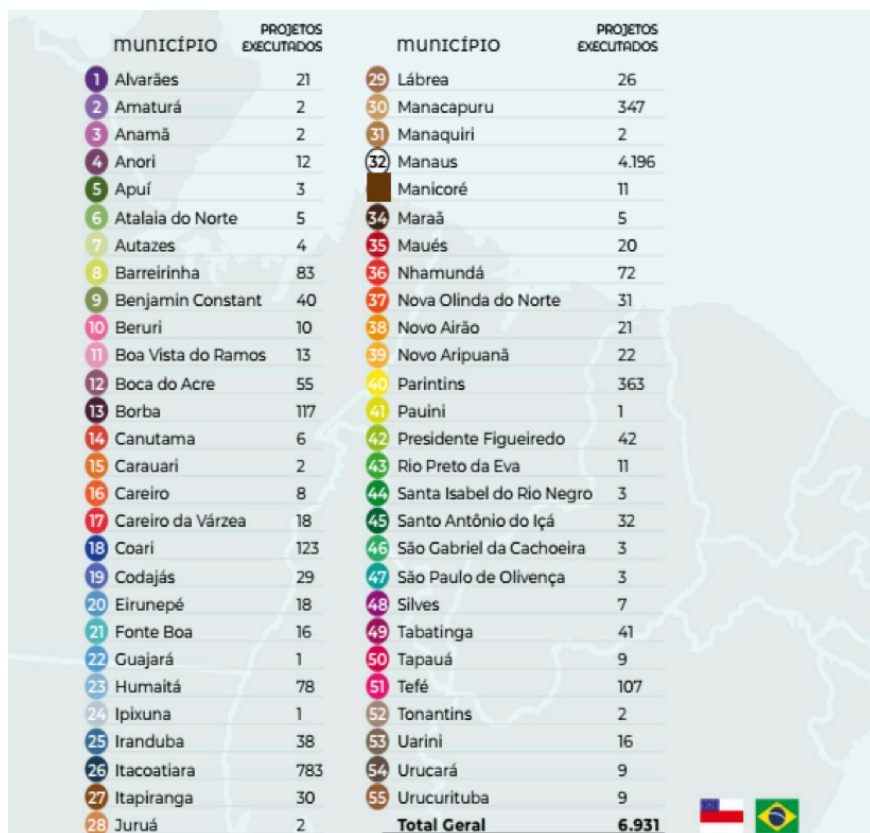 MUNICÍPIO PROJETOS EXECUTADOS
1 Alvarães 21
2 Amaturá 2
3 Anamã 2
4 Anori 12
5 Apuí 3
6 Atalaia do Norte 5
7 Autazes 4
8 Barreirinha 83
9 Benjamin Constant 40
10 Beruri 10
11 Boa Vista do Ramos 13
12 Boca do Acre 55
13 Borba 117
14 Canutama 6
15 Carauari 2
16 Careiro 8
17 Careiro da Várzea 18
18 Coari 123
19 Codajás 29
20 Eirunepé 18
21 Fonte Boa 16
22 Guajará 1
23 Humaitá 78
24 Ipixuna 1
25 Iranduba 38
26 Itacoatiara 783
27 Itapiranga 30
28 Juruá 2
MUNICÍPIO PROJETOS EXECUTADOS
29 Lábrea 26
30 Manacapuru 347
31 Manaquiri 2
32 Manaus 4.196
Manicoré 11
34 Maraã 5
35 Maués 20
36 Nhamundá 72
37 Nova Olinda do Norte 31
38 Novo Airão 21
39 Novo Aripuanã 22
40 Parintins 363
41 Pauini 1
42 Presidente Figueiredo 42
43 Rio Preto da Eva 11
44 Santa Isabel do Rio Negro 3
45 Santo Antônio do Içá 32
46 São Gabriel da Cachoeira 3
47 São Paulo de Olivença 3
48 Silves 7
49 Tabatinga 41
50 Tapauá 9
51 Tefé 107
52 Tonantins 2
53 Uarini 16
54 Urucará 9
55 Urucurituba 9
Total Geral 6.931